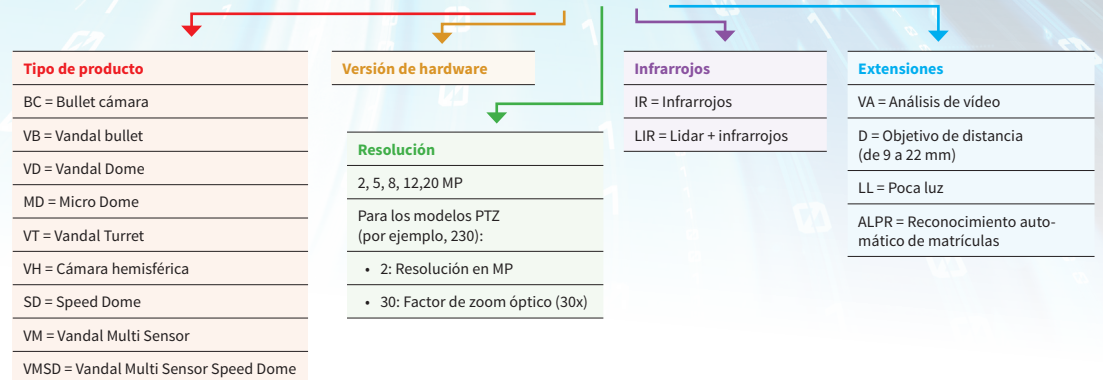 Tipo de producto
BC = Bullet cámara
VB = Vandal bullet
VD = Vandal Dome
MD = Micro Dome
VT = Vandal Turret
VH = Cámara hemisférica
SD = Speed Dome
VM = Vandal Multi Sensor
VMSD = Vandal Multi Sensor Speed Dome
Versión de hardware
Resolución
2, 5, 8, 12,20 MP
Para los modelos PTZ
(por ejemplo, 230):
• 2: Resolución en MP
• 30: Factor de zoom óptico (30x)
Infrarrojos
IR = Infrarrojos
LIR = Lidar + infrarrojos
Extensiones
VA = Análisis de vídeo
D = Objetivo de distancia
(de 9 a 22 mm)
LL = Poca luz
ALPR = Reconocimiento auto-
mático de matrículas